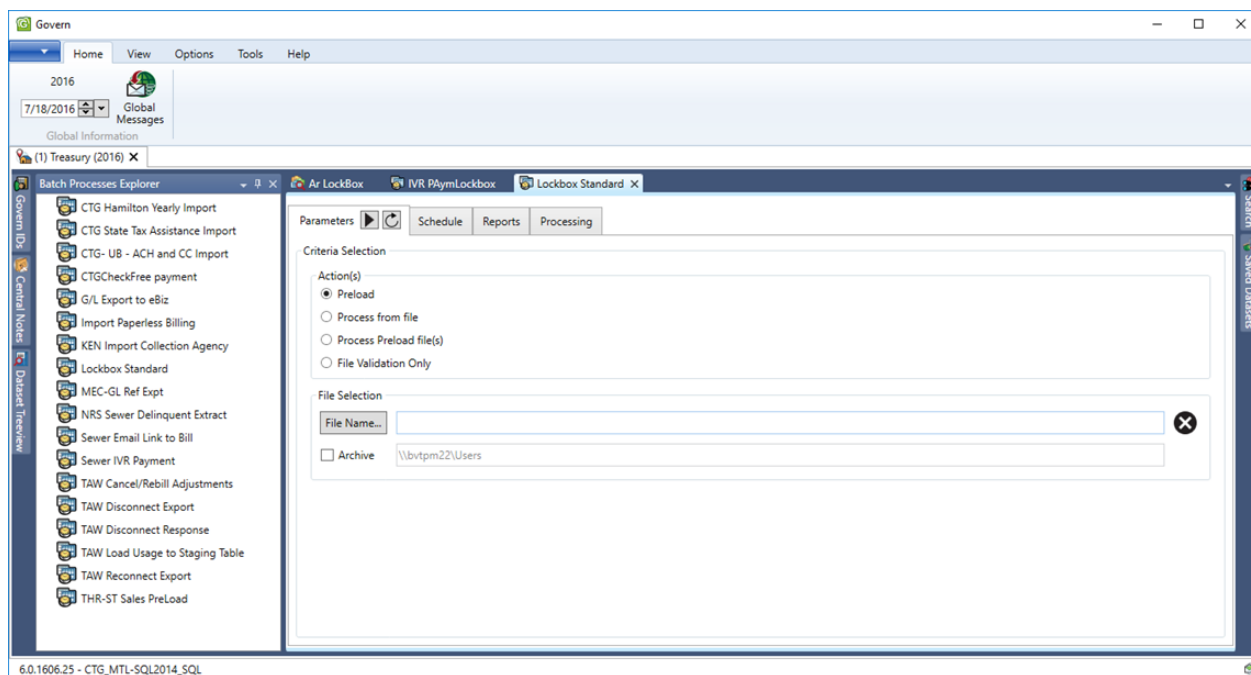 Govern
Home View Options Tools Help
2016
7/18/2016
Global Messages
Global Information
(1) Treasury (2016)
Govern IDs
Central Notes
Dataset Treeview
Batch Processes Explorer
CTG Hamilton Yearly Import
CTG State Tax Assistance Import
CTG- UB - ACH and CC Import
CTGCheckFree payment
G/L Export to eBiz
Import Paperless Billing
KEN Import Collection Agency
Lockbox Standard
MEC-GL Ref Expt
NRS Sewer Delinquent Extract
Sewer Email Link to Bill
Sewer IVR Payment
TAW Cancel/Rebill Adjustments
TAW Disconnect Export
TAW Disconnect Response
TAW Load Usage to Staging Table
TAW Reconnect Export
THR-ST Sales PreLoad
Ar LockBox IVR PAymLockbox Lockbox Standard
Parameters Schedule Reports Processing
Criteria Selection
Action(s)
Preload
Process from file
Process Preload file(s)
File Validation Only
File Selection
File Name...
Archive \\bvtpm22\Users
Search
Saved Datasets
6.0.1606.25 - CTG_MTL-SQL2014_SQL